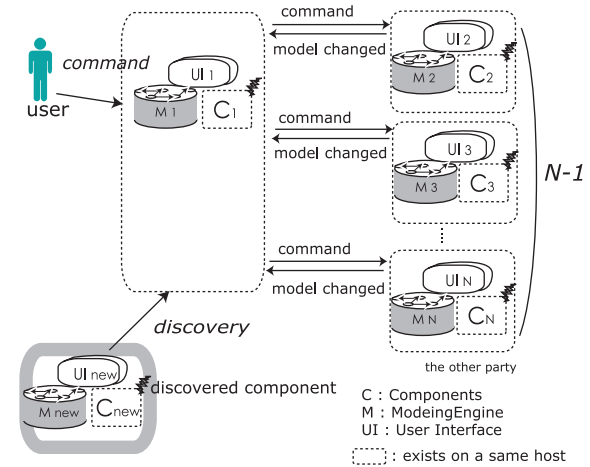 command
user
UI 1
M 1
C1
command
model changed
UI 2
M 2
C2
command
model changed
UI 3
M 3
C3
N-1
command
model changed
UI N
M N
CN
the other party
discovery
UI new
M new
Cnew
discovered component
C : Components
M : ModeingEngine
UI : User Interface
: exists on a same host